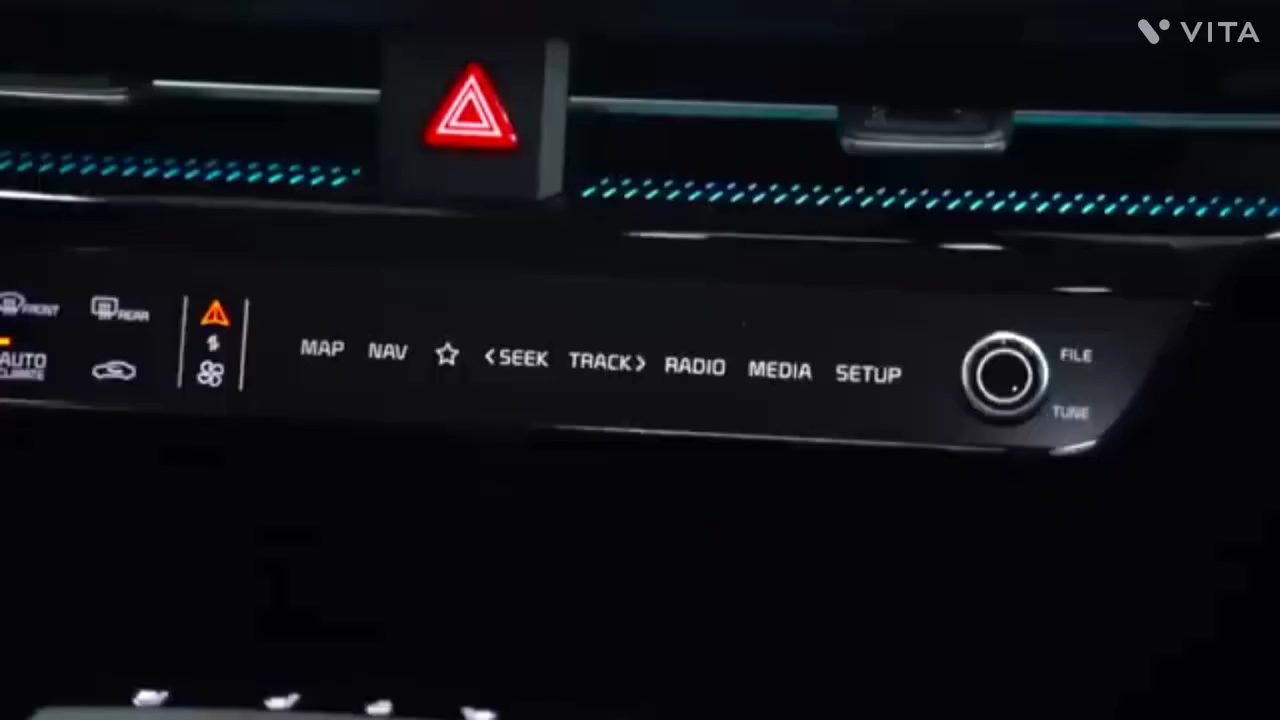 VITA
FRONT
REAR
AUTO
CLIMATE
MAP NAV <SEEK TRACK> RADIO MEDIA SETUP
FILE
TUNE